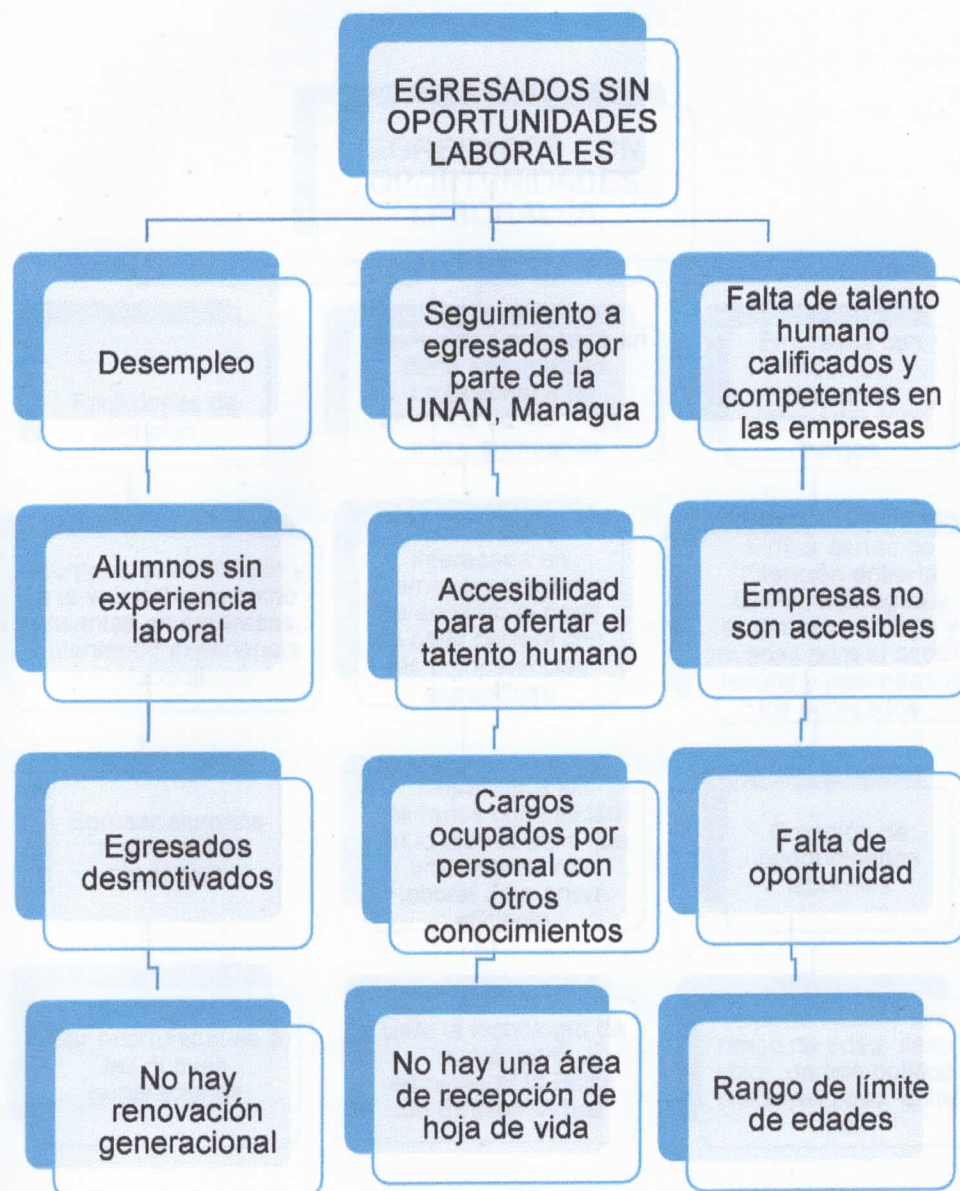 EGRESADOS SIN
OPORTUNIDADES
LABORALES
Desempleo
Seguimiento a
egresados por
parte de la
UNAN, Managua
Falta de talento
humano
calificados y
competentes en
las empresas
Alumnos sin
experiencia
laboral
Accesibilidad
para ofertar el
tatento humano
Empresas no
son accesibles
Egresados
desmotivados
Cargos
ocupados por
personal con
otros
conocimientos
Falta de
oportunidad
No hay
renovación
generacional
No hay una área
de recepción de
hoja de vida
Rango de límite
de edades